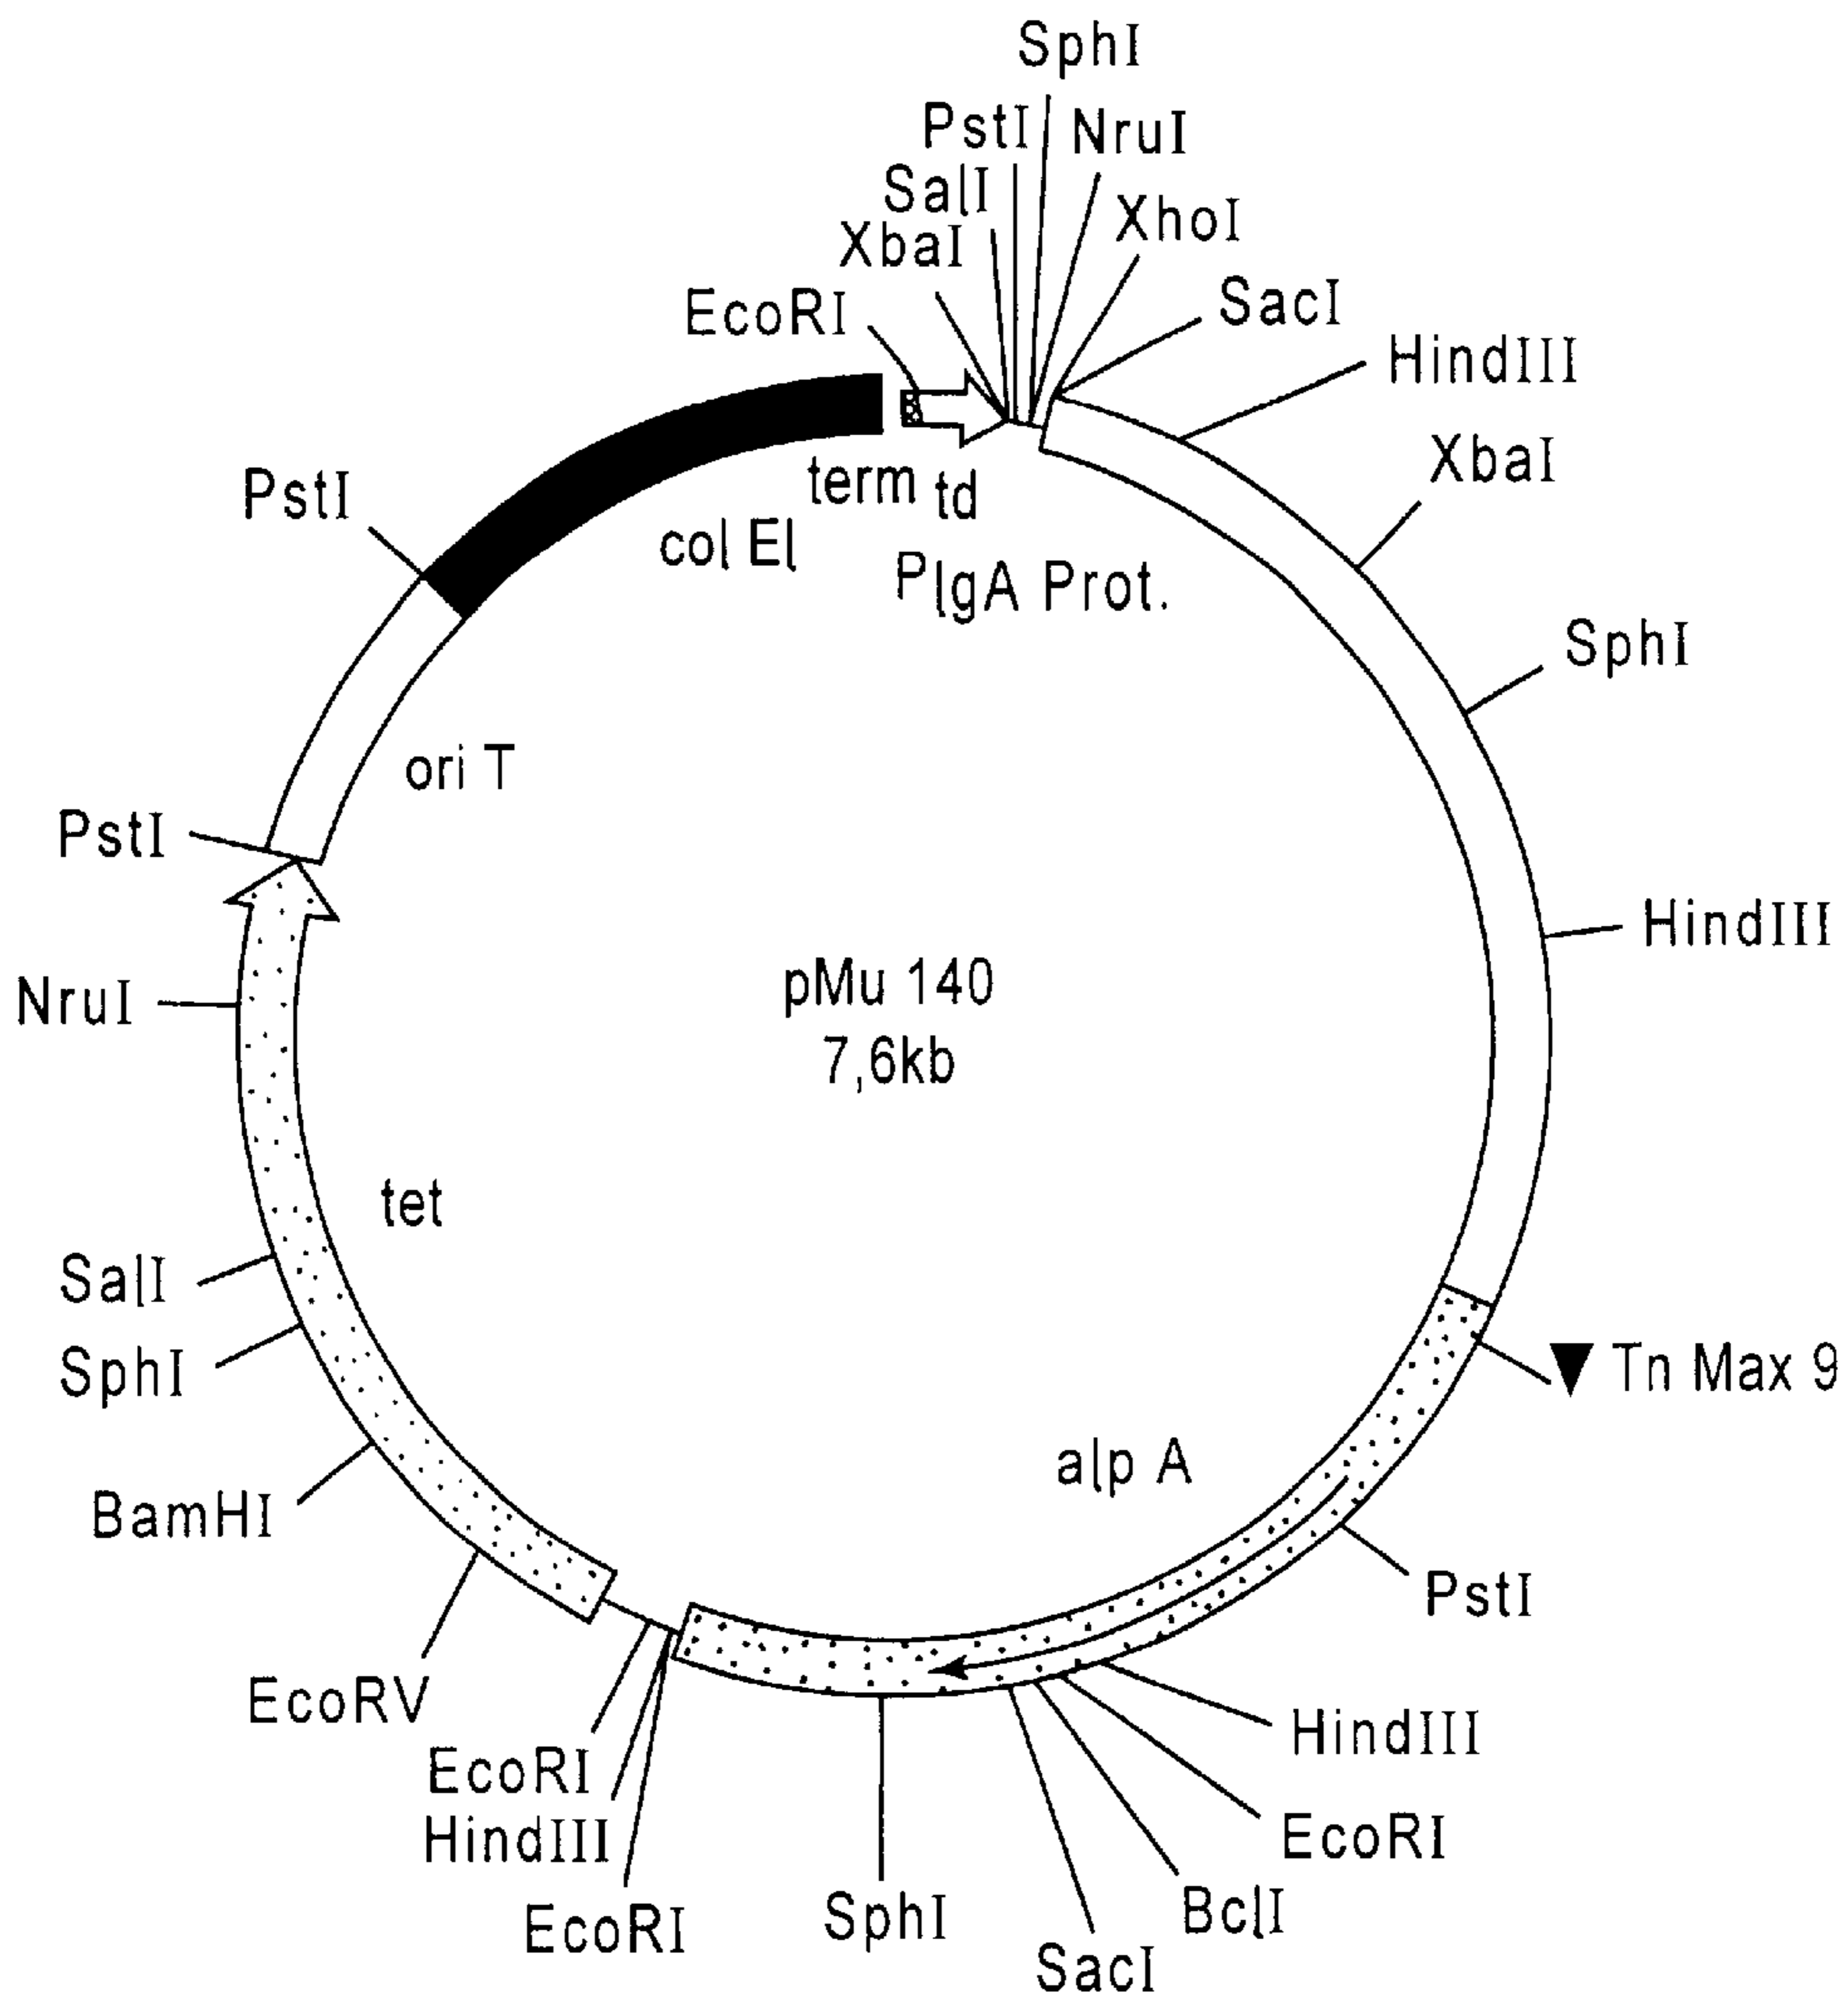 SphI
PstI
NruI
SalI
XhoI
XbaI
SacI
EcoRI
HindIII
XbaI
PstI
term td
col EI
PIgA Prot.
SphI
ori T
PstI
HindIII
NruI
pMu 140
7,6kb
tet
SalI
SphI
Tn Max 9
alp A
BamHI
PstI
EcoRV
HindIII
EcoRI
HindIII
EcoRI
EcoRI
SphI
BclI
SacI